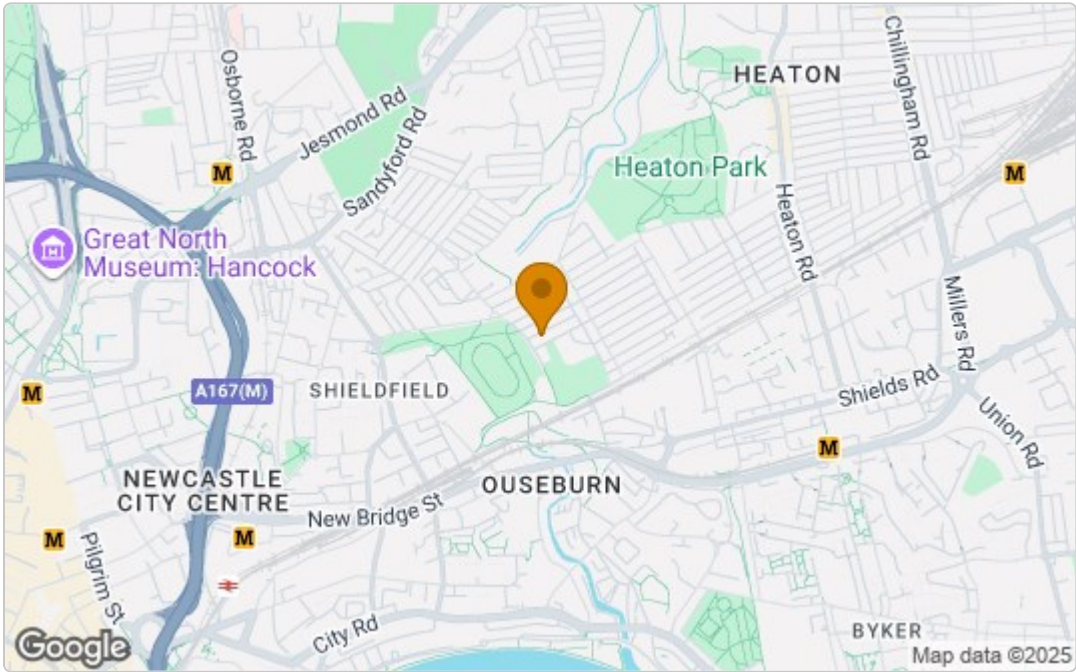 HEATON
Chillingham Rd
Osborne Rd
Jesmond Rd
Sandyford Rd
M
Heaton Park
M
Heaton Rd
Great North
Museum: Hancock
Millers Rd
A167(M)
SHIELDFIELD
M
Shields Rd
Union Rd
M
NEWCASTLE
CITY CENTRE
OUSEBURN
New Bridge St
M
M
Pilgrim St
City Rd
BYKER
Google
Map data ©2025